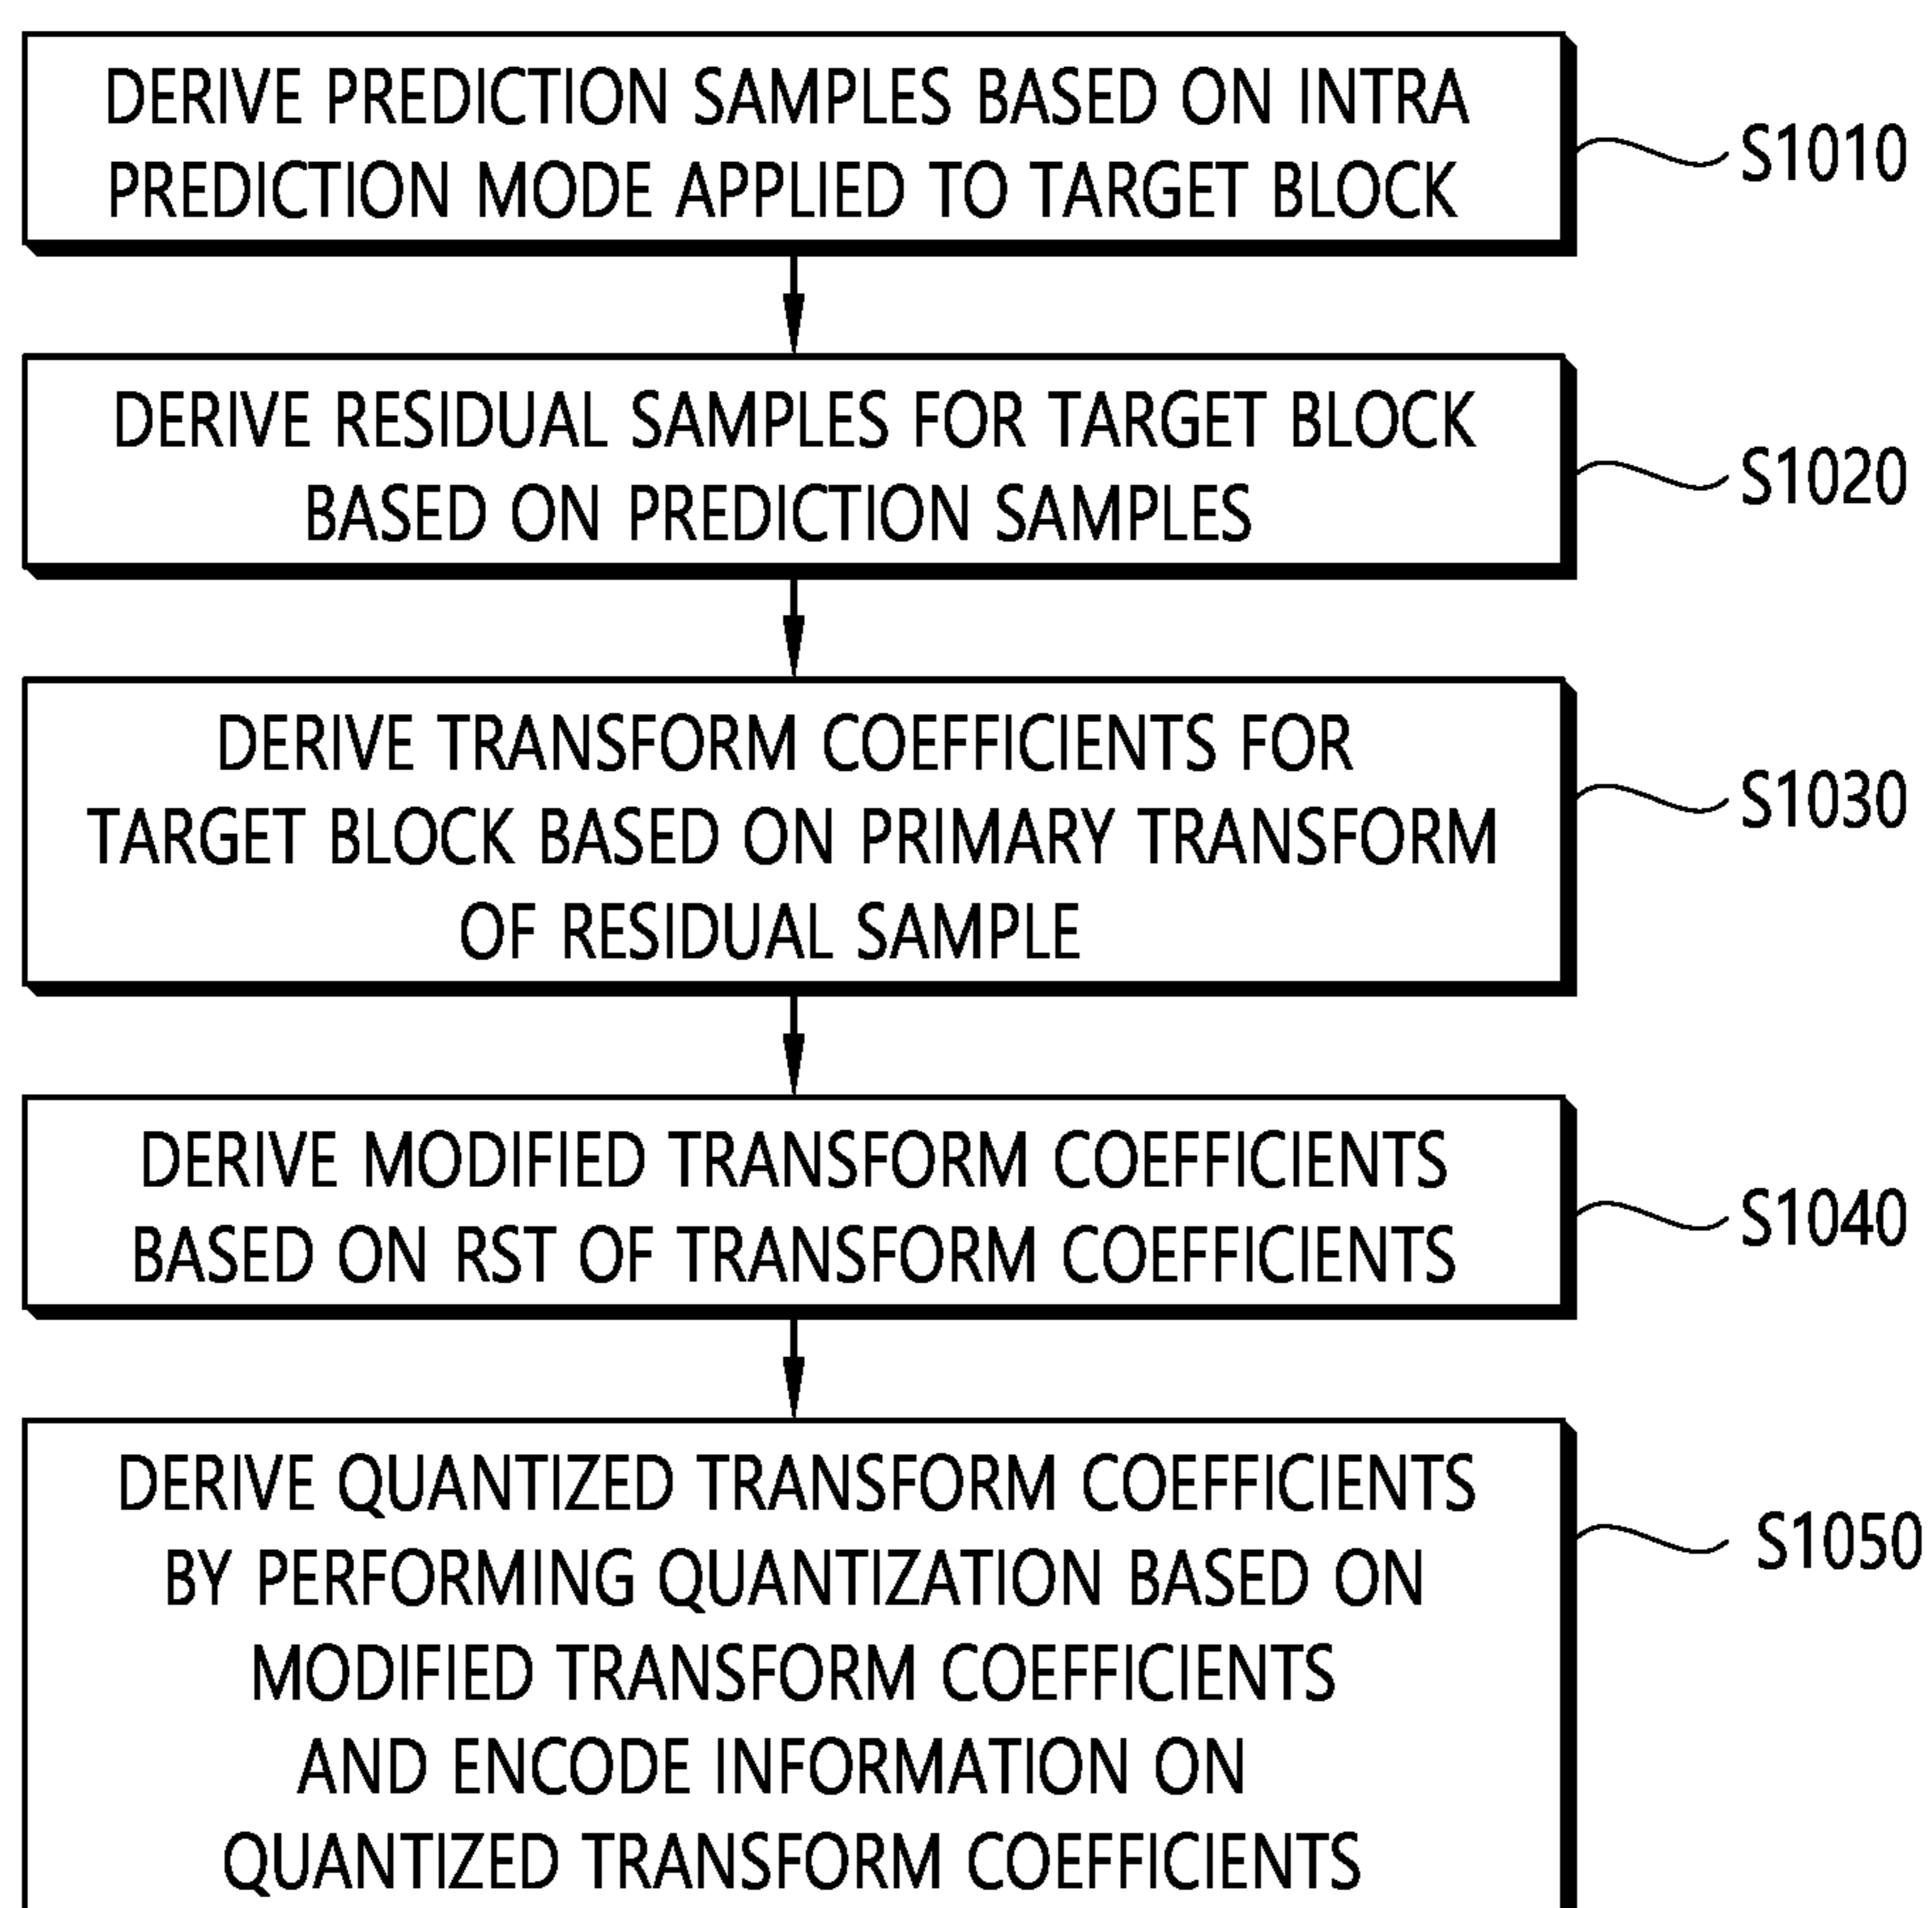 DERIVE PREDICTION SAMPLES BASED ON INTRA
PREDICTION MODE APPLIED TO TARGET BLOCK
S1010
DERIVE RESIDUAL SAMPLES FOR TARGET BLOCK
BASED ON PREDICTION SAMPLES
S1020
DERIVE TRANSFORM COEFFICIENTS FOR
TARGET BLOCK BASED ON PRIMARY TRANSFORM
OF RESIDUAL SAMPLE
S1030
DERIVE MODIFIED TRANSFORM COEFFICIENTS
BASED ON RST OF TRANSFORM COEFFICIENTS
S1040
DERIVE QUANTIZED TRANSFORM COEFFICIENTS
BY PERFORMING QUANTIZATION BASED ON
MODIFIED TRANSFORM COEFFICIENTS
AND ENCODE INFORMATION ON
QUANTIZED TRANSFORM COEFFICIENTS
S1050